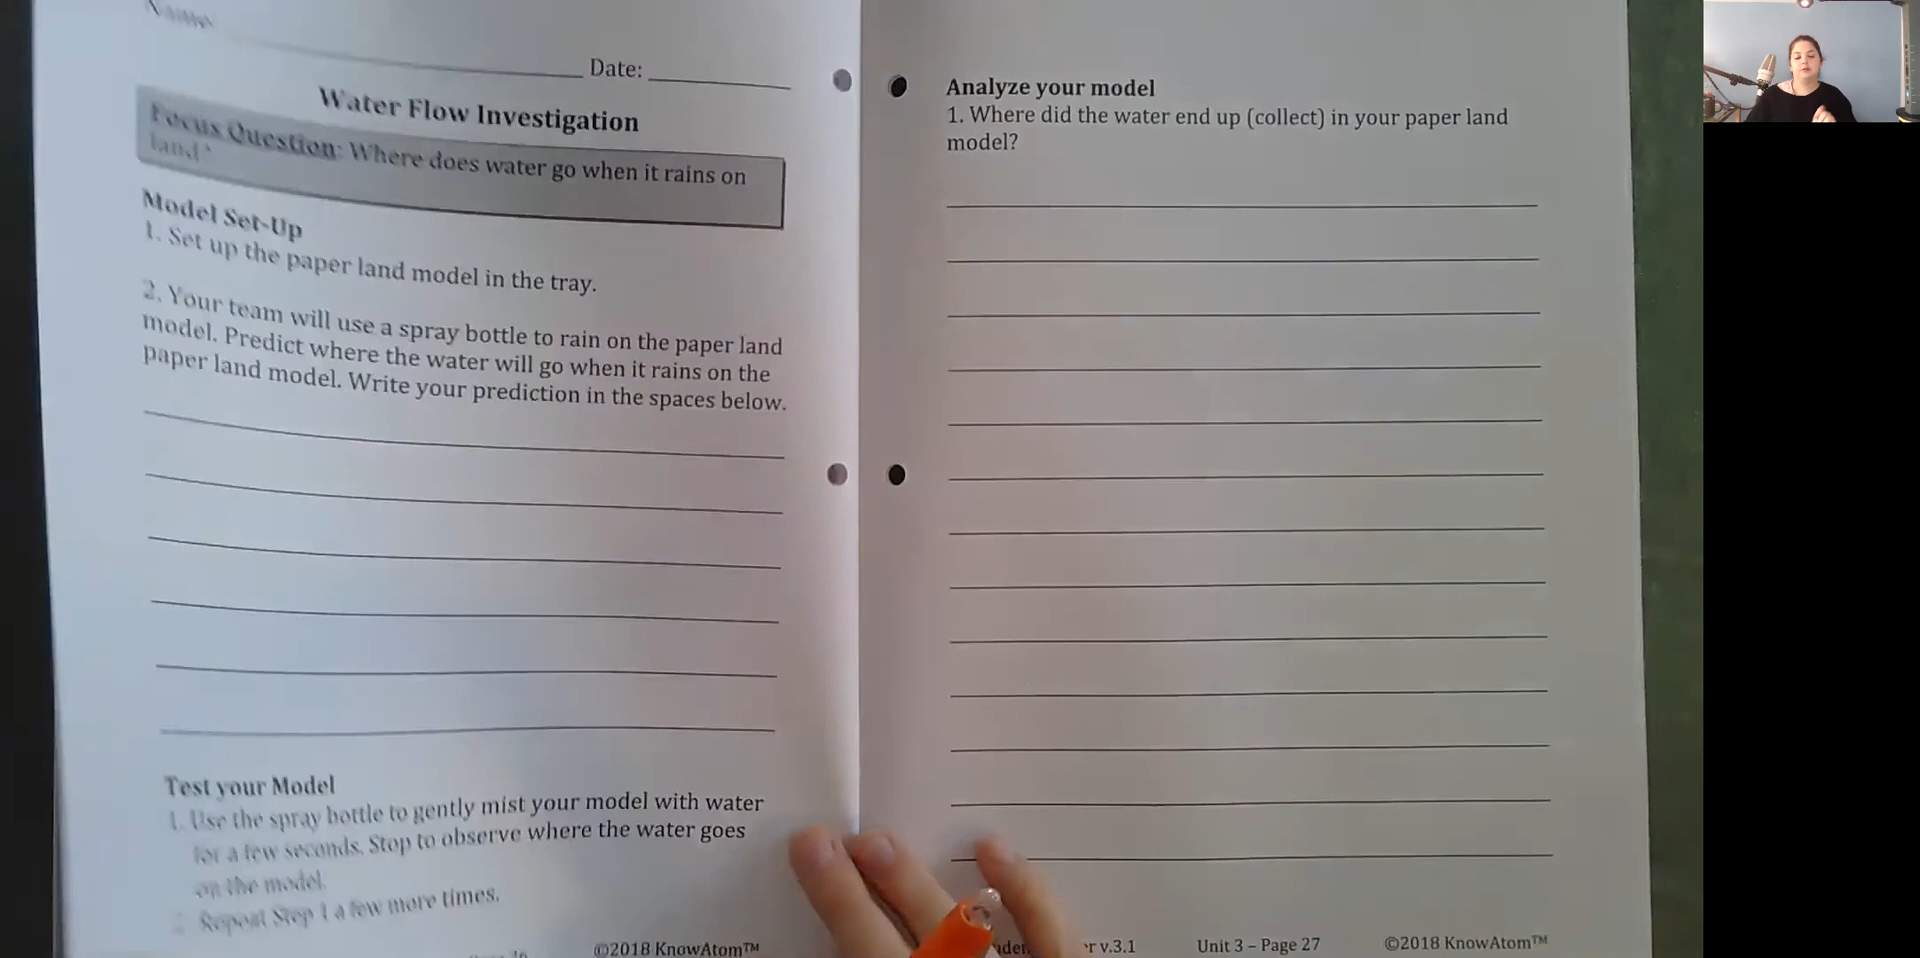 Name
Date:
Water Flow Investigation
Focus Question: Where does water go when it rains on
land?
Model Set-Up
1. Set up the paper land model in the tray.
2. Your team will use a spray bottle to rain on the paper land
model. Predict where the water will go when it rains on the
paper land model. Write your prediction in the spaces below.
Test your Model
1. Use the spray bottle to gently mist your model with water
for a few seconds. Stop to observe where the water goes
on the model.
2. Repeat Step 1 a few more times.
©2018 KnowAtom™
Analyze your model
1. Where did the water end up (collect) in your paper land
model?
v.3.1
Unit 3 – Page 27
©2018 KnowAtom™